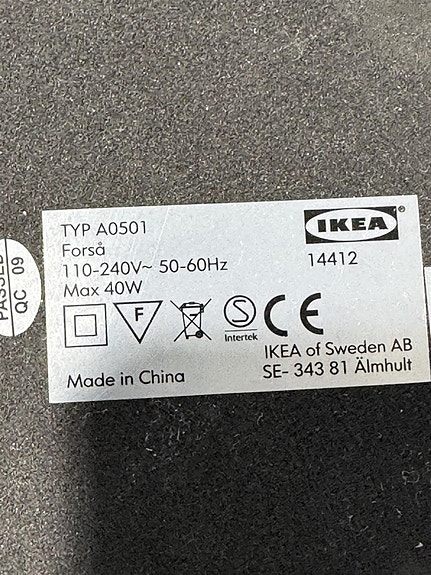 TYP A0501
Forså
110-240V~ 50-60Hz
Max 40W
IKEA®
14412
F
S
Intertek
CE
Made in China
IKEA of Sweden AB
SE- 343 81 Älmhult
PASSED
QC 09